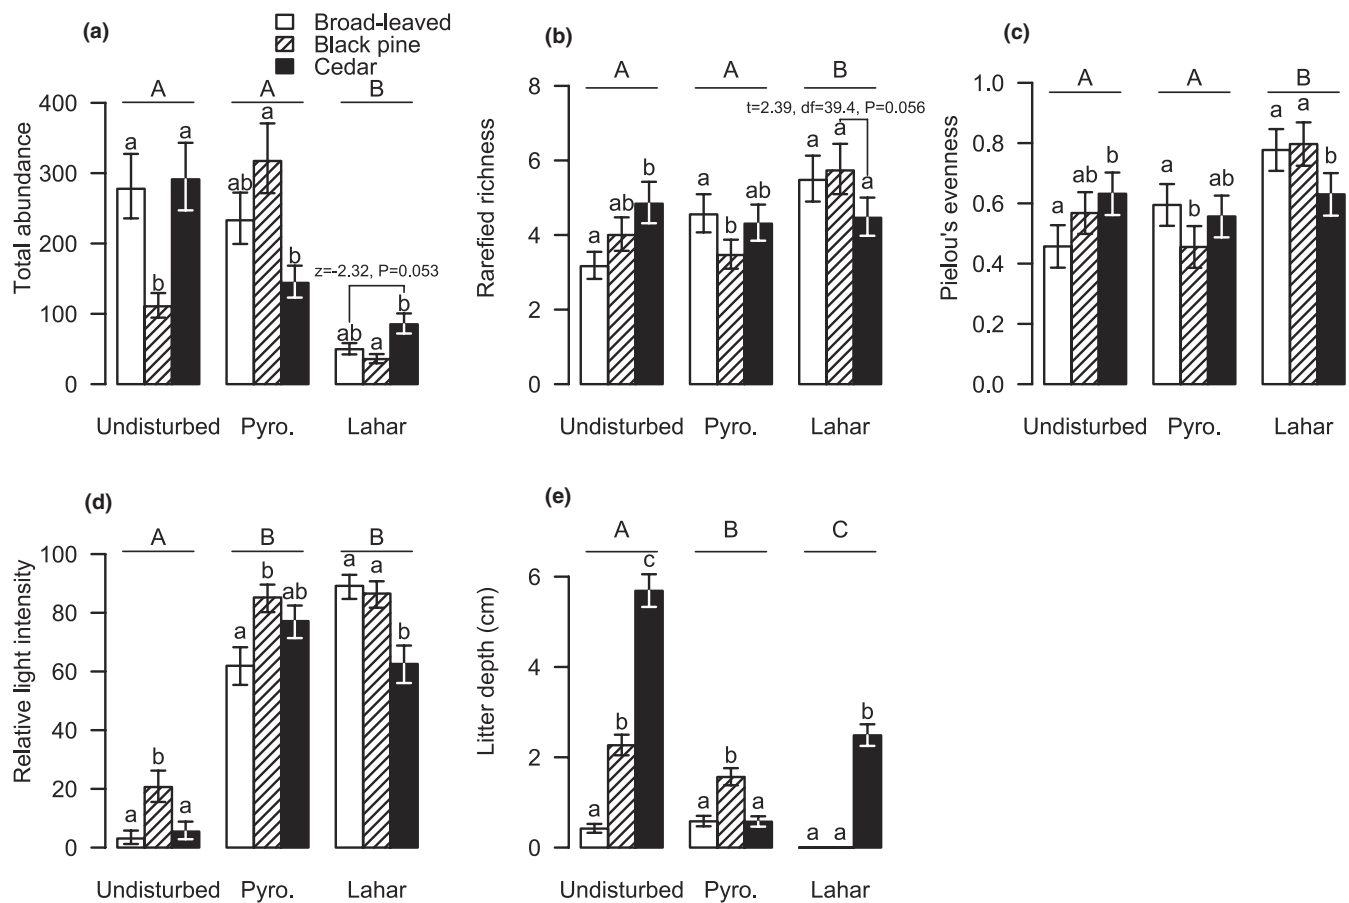 (a)
Broad-leaved
Black pine
Cedar
A A B
Total abundance
400
300
200
100
0
a b a
ab a b
z=-2.32, P=0.053
ab a b
Undisturbed Pyro. Lahar
(b)
A A B
Rarefied richness
8
6
4
2
0
t=2.39, df=39.4, P=0.056
a ab b
a b ab
a a a
Undisturbed Pyro. Lahar
(c)
A A B
Pielou's evenness
1.0
0.8
0.6
0.4
0.2
0.0
a ab b
a b ab
a a b
Undisturbed Pyro. Lahar
(d)
A B B
Relative light intensity
100
80
60
40
20
0
a b a
a b ab
a a b
Undisturbed Pyro. Lahar
(e)
A B C
Litter depth (cm)
6
4
2
0
a b c
a b a
a a b
Undisturbed Pyro. Lahar